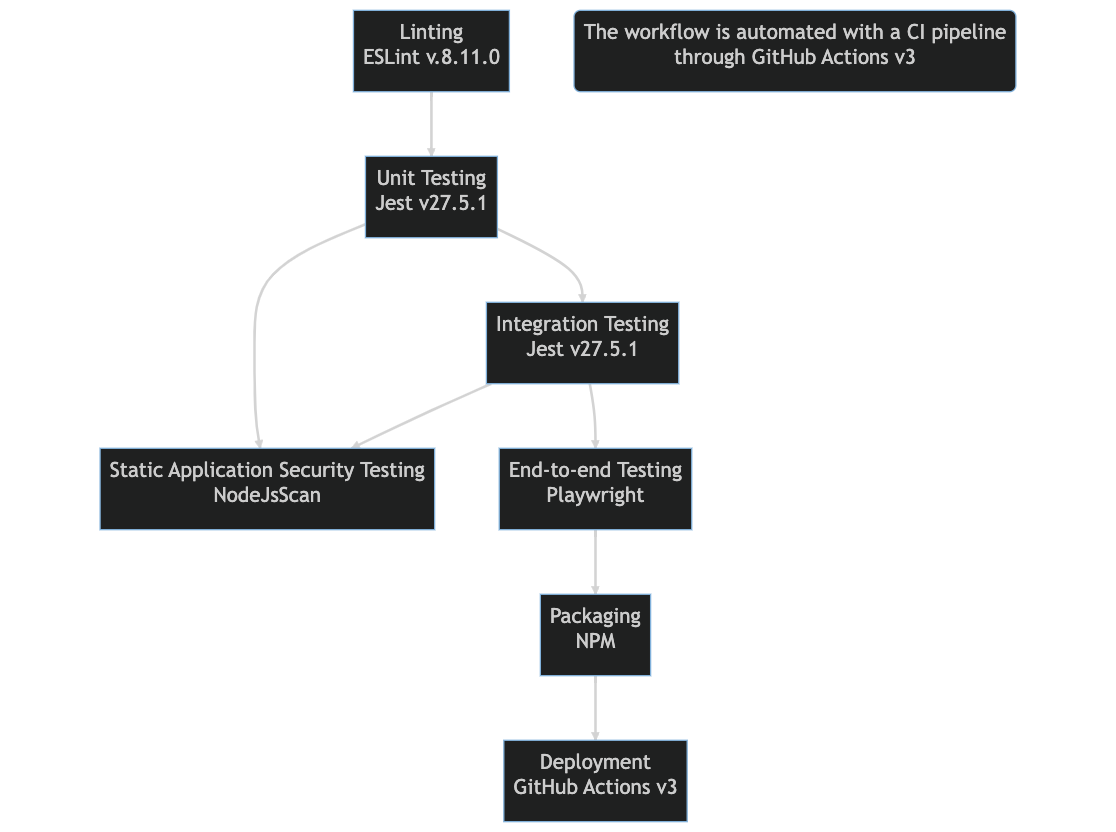 Linting
ESLint v.8.11.0
The workflow is automated with a CI pipeline
through GitHub Actions v3
Unit Testing
Jest v27.5.1
Integration Testing
Jest v27.5.1
Static Application Security Testing
NodeJsScan
End-to-end Testing
Playwright
Packaging
NPM
Deployment
GitHub Actions v3